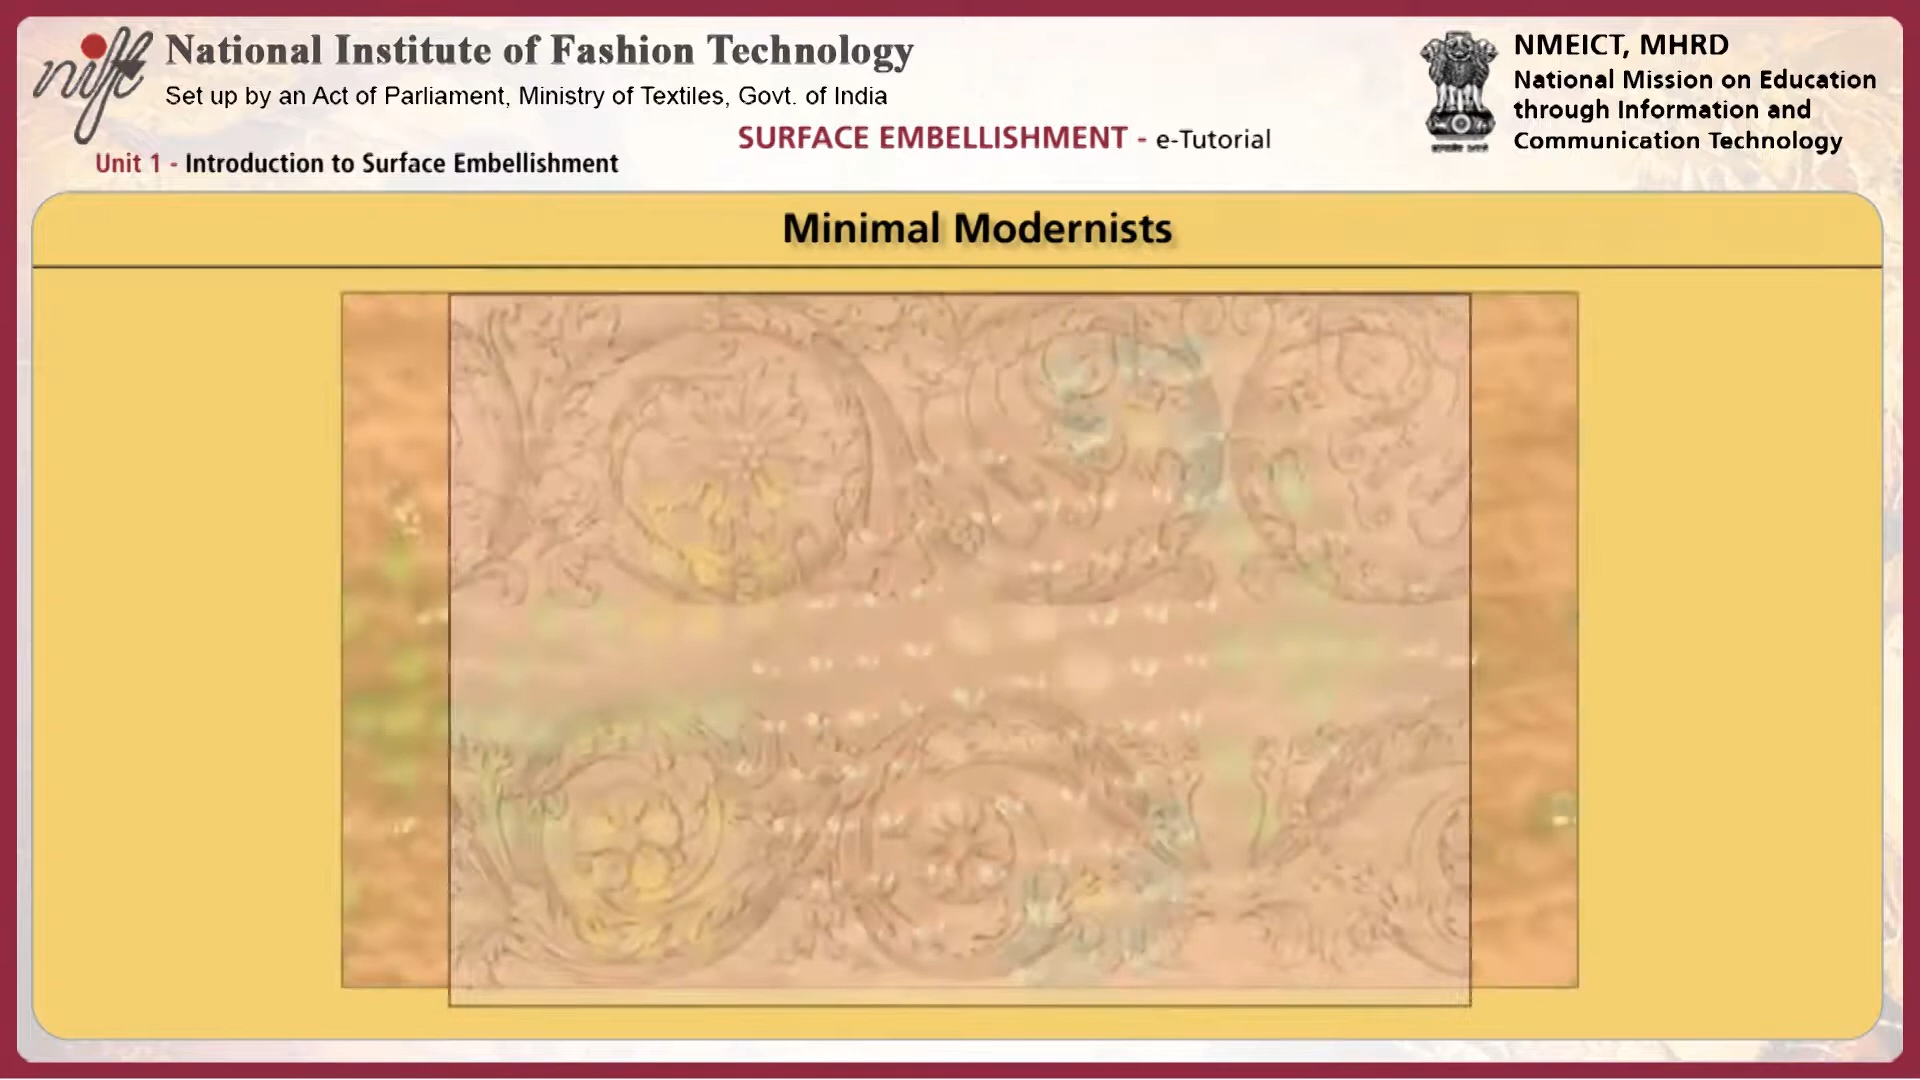 nift
National Institute of Fashion Technology
Set up by an Act of Parliament, Ministry of Textiles, Govt. of India
SURFACE EMBELLISHMENT - e-Tutorial
Unit 1 - Introduction to Surface Embellishment
NMEICT, MHRD
National Mission on Education
through Information and
Communication Technology
Minimal Modernists